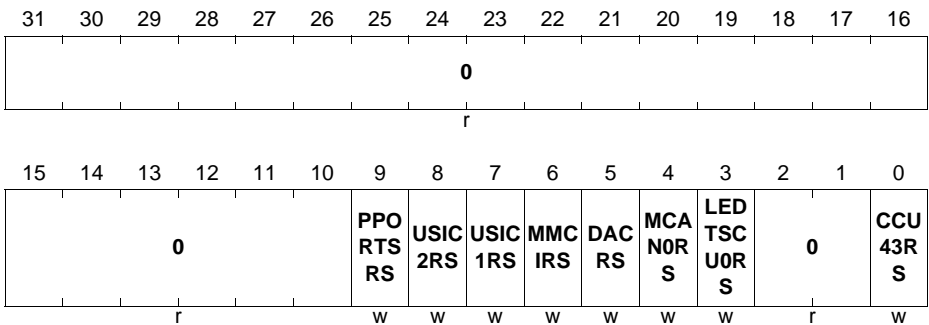 31 30 29 28 27 26 25 24 23 22 21 20 19 18 17 16
0
r
15 14 13 12 11 10 9 8 7 6 5 4 3 2 1 0
0 PPO RTS RS USIC 2RS USIC 1RS MMC IRS DAC RS MCA N0R S LED TSC U0R S 0 CCU 43R S
r w w w w w w w r w